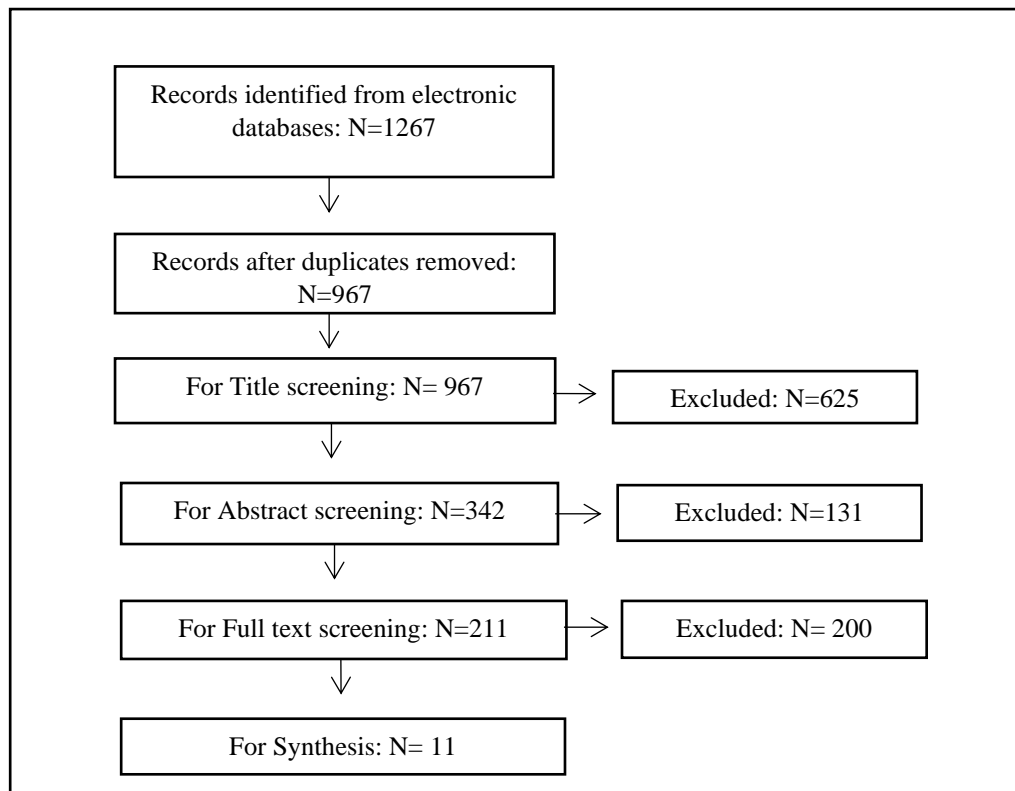 Records identified from electronic
databases: N=1267
Records after duplicates removed:
N=967
For Title screening: N= 967
Excluded: N=625
For Abstract screening: N=342
Excluded: N=131
For Full text screening: N=211
Excluded: N= 200
For Synthesis: N= 11